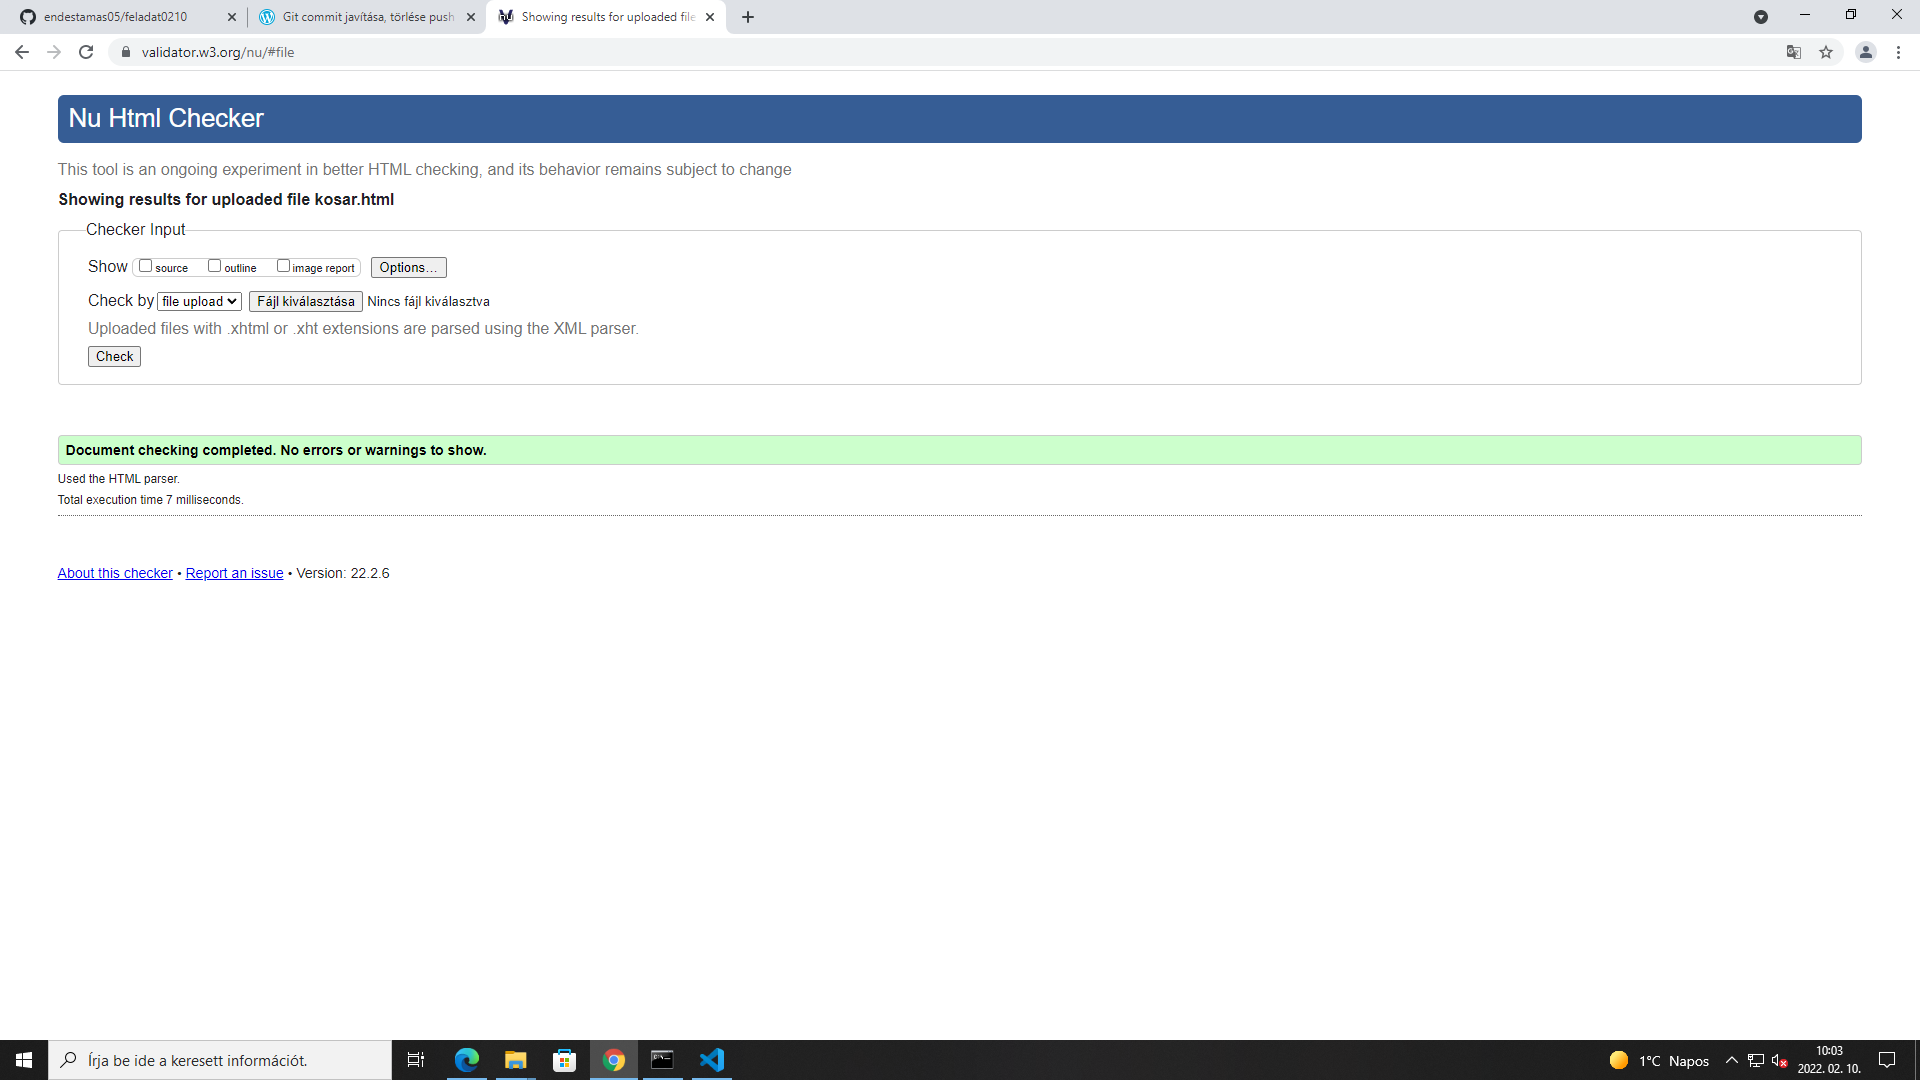 endestamas05/feladat0210
Git commit javítása, törlése push
Showing results for uploaded file
validator.w3.org/nu/#file
Nu Html Checker
This tool is an ongoing experiment in better HTML checking, and its behavior remains subject to change
Showing results for uploaded file kosar.html
Checker Input
Show source outline image report Options...
Check by file upload Fájl kiválasztása Nincs fájl kiválasztva
Uploaded files with .xhtml or .xht extensions are parsed using the XML parser.
Check
Document checking completed. No errors or warnings to show.
Used the HTML parser.
Total execution time 7 milliseconds.
About this checker • Report an issue • Version: 22.2.6
Írja be ide a keresett információt.
1°C Napos
10:03
2022. 02. 10.